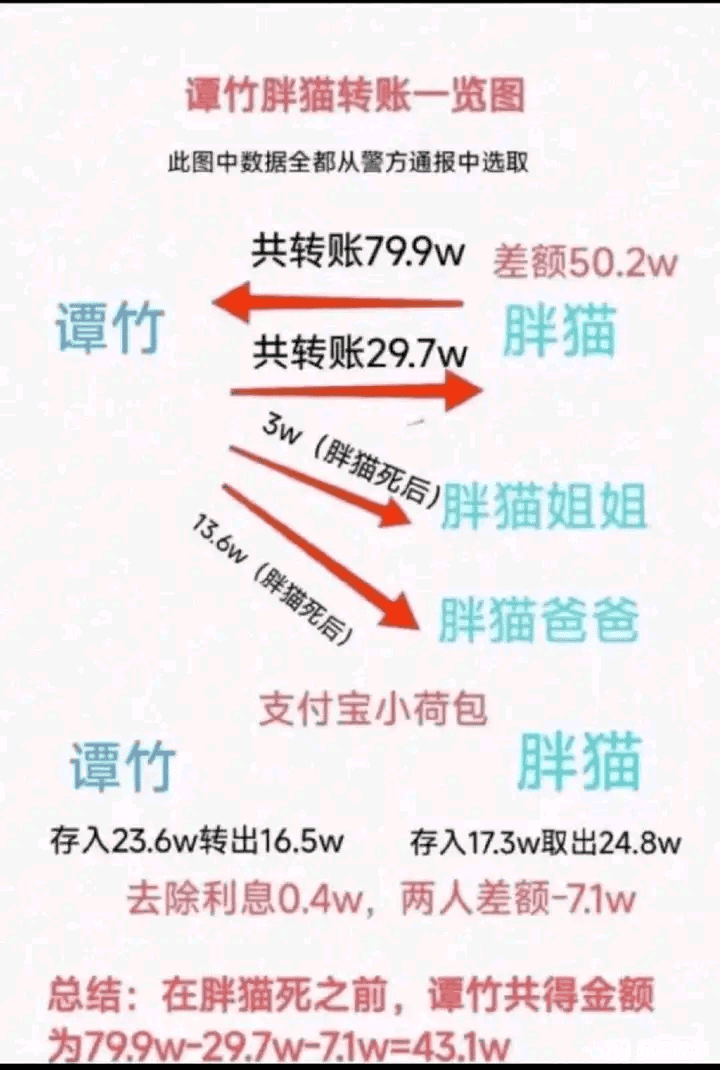 谭竹胖猫转账一览图
此图中数据全都从警方通报中选取
共转账79.9w
差额50.2w
谭竹
胖猫
共转账29.7w
3w（胖猫死后）
胖猫姐姐
13.6w（胖猫死后）
胖猫爸爸
支付宝小荷包
谭竹
胖猫
存入23.6w转出16.5w
存入17.3w取出24.8w
去除利息0.4w，两人差额-7.1w
总结：在胖猫死之前，谭竹共得金额
为79.9w-29.7w-7.1w=43.1w